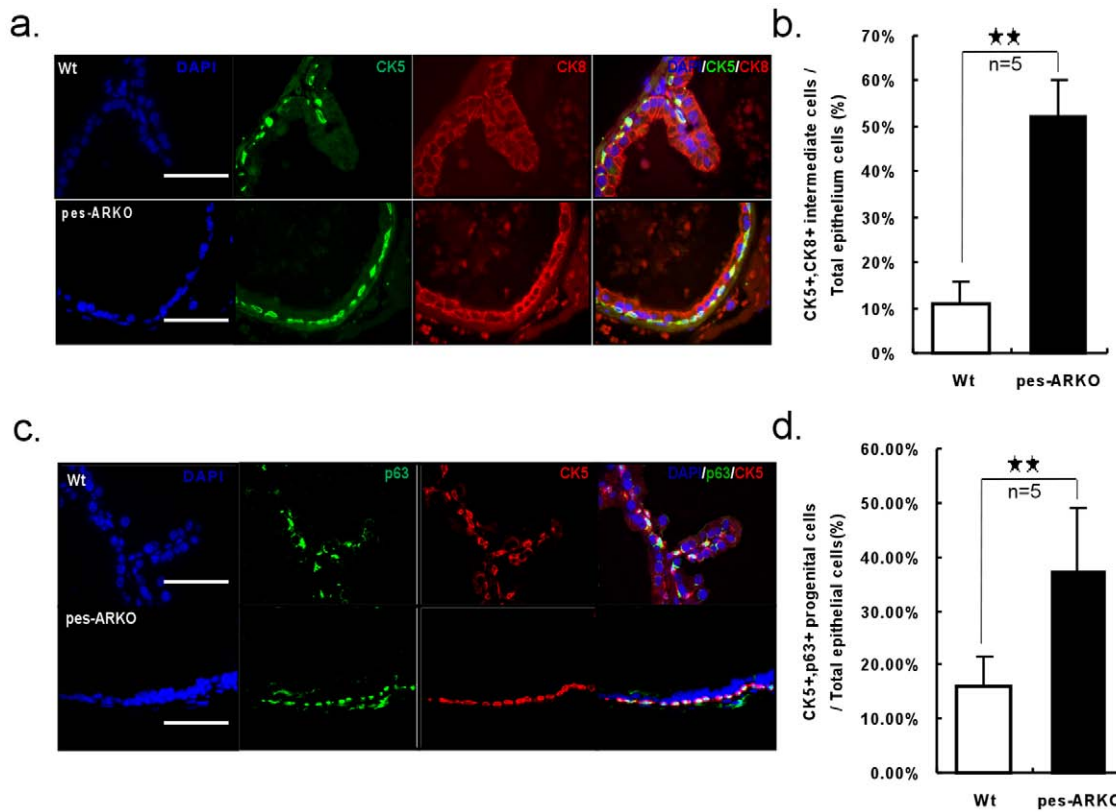 a.
Wt DAPI CK5 CK8 DAPI/CK5/CK8
pes-ARKO
b.
CK5+,CK8+ intermediate cells /
Total epithelium cells (%)
70%
60%
50%
40%
30%
20%
10%
0%
★★
n=5
Wt pes-ARKO
c.
Wt DAPI p63 CK5 DAPI/p63/CK5
pes-ARKO
d.
CK5+,p63+ progenital cells
/ Total epithelial cells(%)
60.00%
50.00%
40.00%
30.00%
20.00%
10.00%
0.00%
★★
n=5
Wt pes-ARKO